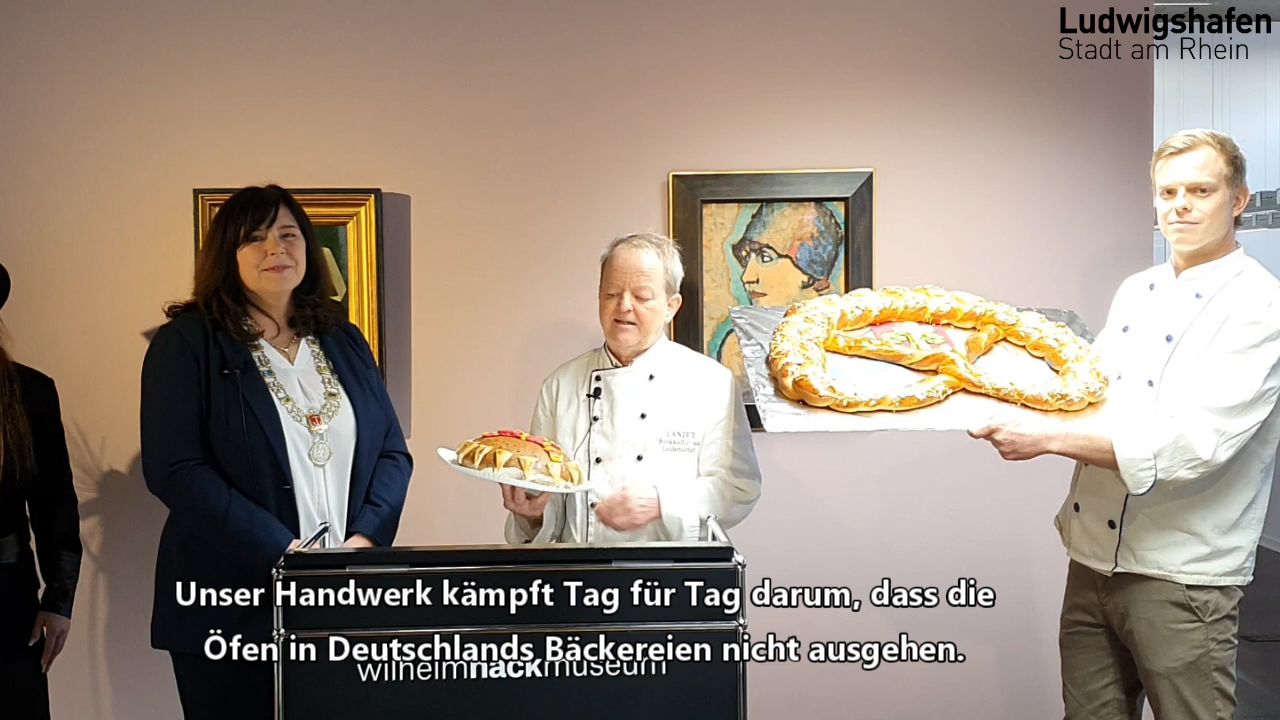 Ludwigshafen
Stadt am Rhein
Unser Handwerk kämpft Tag für Tag darum, dass die
Öfen in Deutschlands Bäckereien nicht ausgehen.
wilhelmhackmuseum